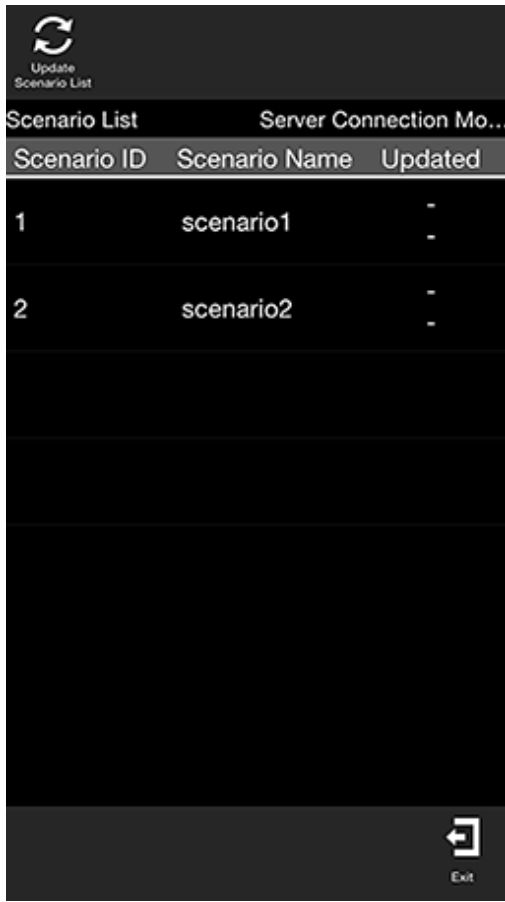 Update
Scenario List
Scenario List Server Connection Mo...
Scenario ID Scenario Name Updated
1 scenario1 -
-
2 scenario2 -
-
Exit